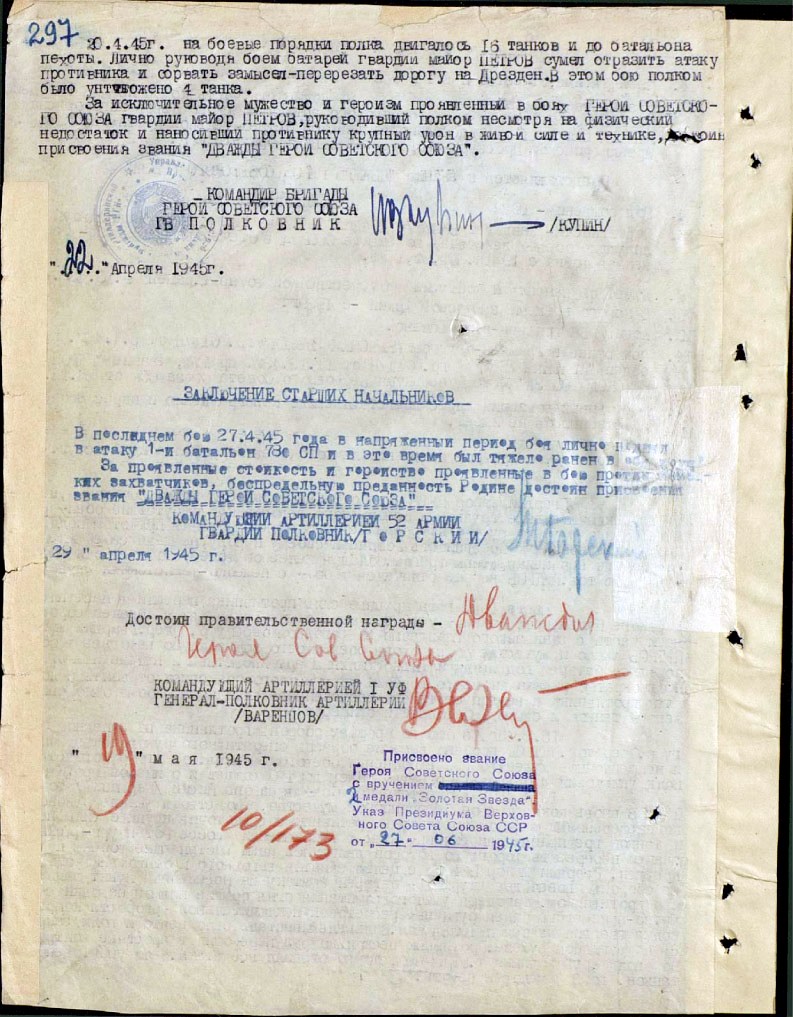 297
20.4.45г. на боевые порядки полка двигалось 16 танков и до батальона
пехоты. Лично руководя боем батарей гвардии майор ПЕТРОВ сумел отразить атаку
противника и сорвать замысел-перерезать дорогу на Дрезден.В этом бою полком
было унтчтожено 4 танка.
За исключительное мужество и героизм проявленный в боях ГЕРОЙ СОВЕТСКО-
ГО СОЮЗА гвардии майор ПЕТРОВ,руководивший полком несмотря на физический
недостаток и наносивший противнику крупный урон в живой силе и технике,
присвоения звания "ДВАЖДЫ ГЕРОЙ СОВЕТСКОГО СОЮЗА".
КОМАНДИР БРИГАДЫ
ГЕРОЙ СОВЕТСКОГО СОЮЗА
ГВ ПОЛКОВНИК /КУПИН/
"22." Апреля 1945г.
ЗАКЛЮЧЕНИЕ СТАРШИХ НАЧАЛЬНИКОВ
В последнем бою 27.4.45 года в напряженный период боя лично
в атаку 1-й батальон 78о СП и в это время был тяжело ранен в
За проявленные стойкость и геройство проявленные в бою
ких захватчиков, беспредельную преданность Родине достоин присвоения
звания "ДВАЖДЫ ГЕРОЙ СОВЕТСКОГО СОЮЗА"
КОМАНДУЮЩИЙ АРТИЛЛЕРИЕЙ 52 АРМИИ
ГВАРДИИ ПОЛКОВНИК/ГОРСКИЙ/
29 " апреля 1945 г.
Достоин правительственной награды - Дважды
Героя Сов Союза
КОМАНДУЮЩИЙ АРТИЛЛЕРИЕЙ I УФ
ГЕНЕРАЛ-ПОЛКОВНИК АРТИЛЛЕРИИ
/ВАРЕНЦОВ/
" 19 " мая 1945 г.
Присвоено звание
Героя Советского Союза
с вручением
2 медали „Золотая Звезда"
Указ Президиума Верхов-
ного Совета Союза ССР
от „27" 06 1945г.
10/173